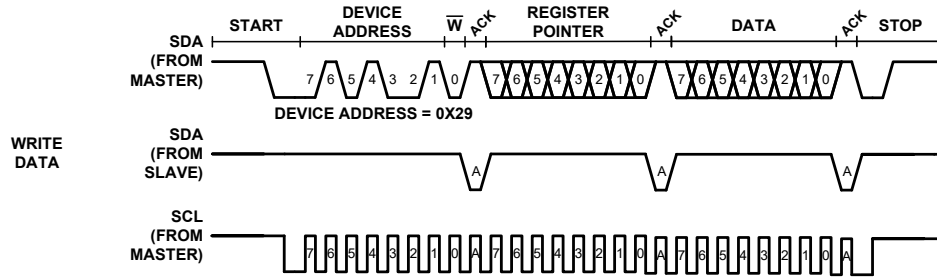 START DEVICE ADDRESS W ACK REGISTER POINTER ACK DATA ACK STOP
SDA (FROM MASTER)
7 6 5 4 3 2 1 0 7 6 5 4 3 2 1 0 7 6 5 4 3 2 1 0
DEVICE ADDRESS = 0X29
WRITE DATA
SDA (FROM SLAVE)
A A A
SCL (FROM MASTER)
7 6 5 4 3 2 1 0 A 7 6 5 4 3 2 1 0 A 7 6 5 4 3 2 1 0 A